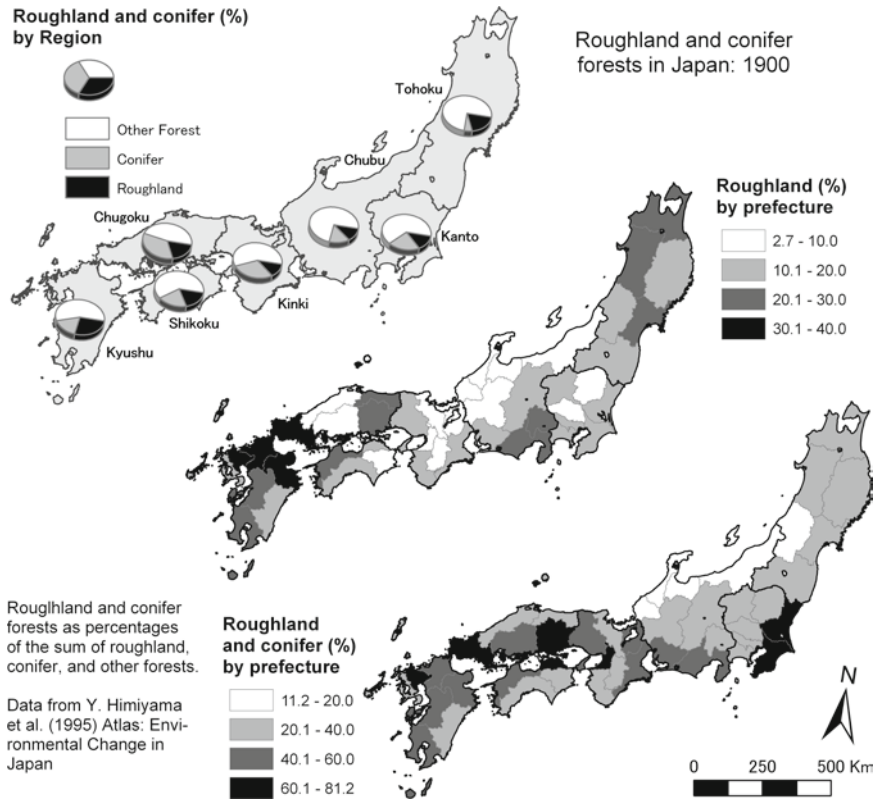 Roughland and conifer (%)
by Region
Other Forest
Conifer
Roughland
Roughland and conifer
forests in Japan: 1900
Tohoku
Chubu
Chugoku
Kanto
Kinki
Shikoku
Kyushu
Roughland (%)
by prefecture
2.7 - 10.0
10.1 - 20.0
20.1 - 30.0
30.1 - 40.0
Rouglhland and conifer
forests as percentages
of the sum of roughland,
conifer, and other forests.
Data from Y. Himiyama
et al. (1995) Atlas: Envi-
ronmental Change in
Japan
Roughland
and conifer (%)
by prefecture
11.2 - 20.0
20.1 - 40.0
40.1 - 60.0
60.1 - 81.2
N
0 250 500 Km